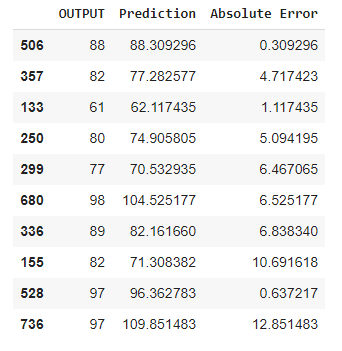 OUTPUT Prediction Absolute Error
506 88 88.309296 0.309296
357 82 77.282577 4.717423
133 61 62.117435 1.117435
250 80 74.905805 5.094195
299 77 70.532935 6.467065
680 98 104.525177 6.525177
336 89 82.161660 6.838340
155 82 71.308382 10.691618
528 97 96.362783 0.637217
736 97 109.851483 12.851483